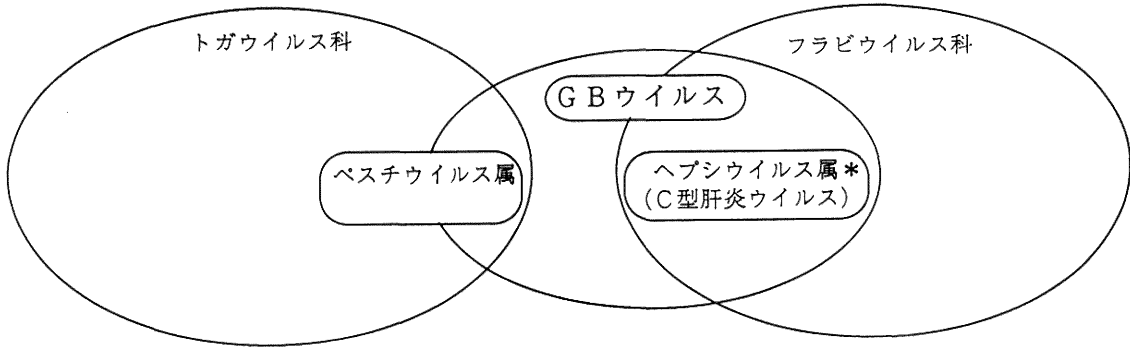 トガウイルス科
フラビウイルス科
GBウイルス
ペスチウイルス属
ヘプシウイルス属*
(C型肝炎ウイルス)